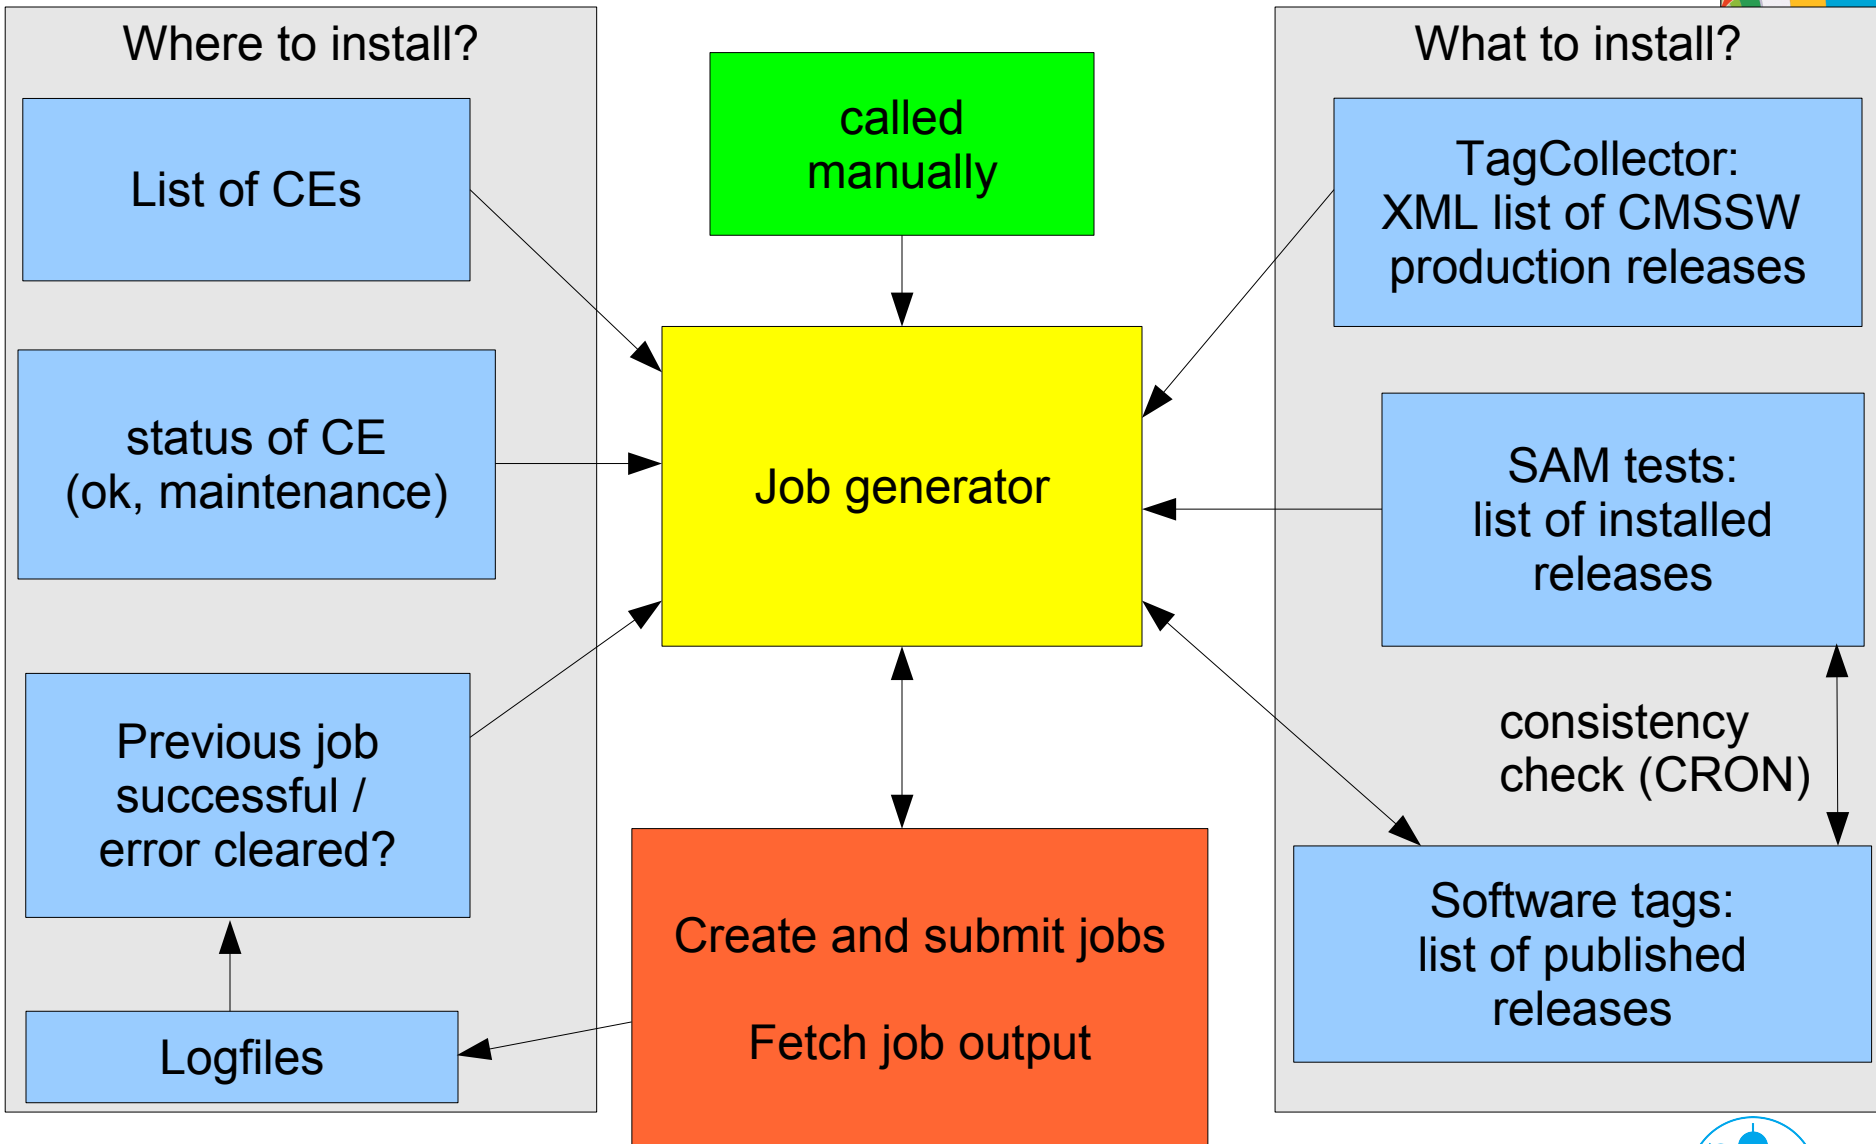 Where to install?
List of CEs
status of CE
(ok, maintenance)
Previous job
successful /
error cleared?
Logfiles
called
manually
Job generator
Create and submit jobs
Fetch job output
What to install?
TagCollector:
XML list of CMSSW
production releases
SAM tests:
list of installed
releases
consistency
check (CRON)
Software tags:
list of published
releases